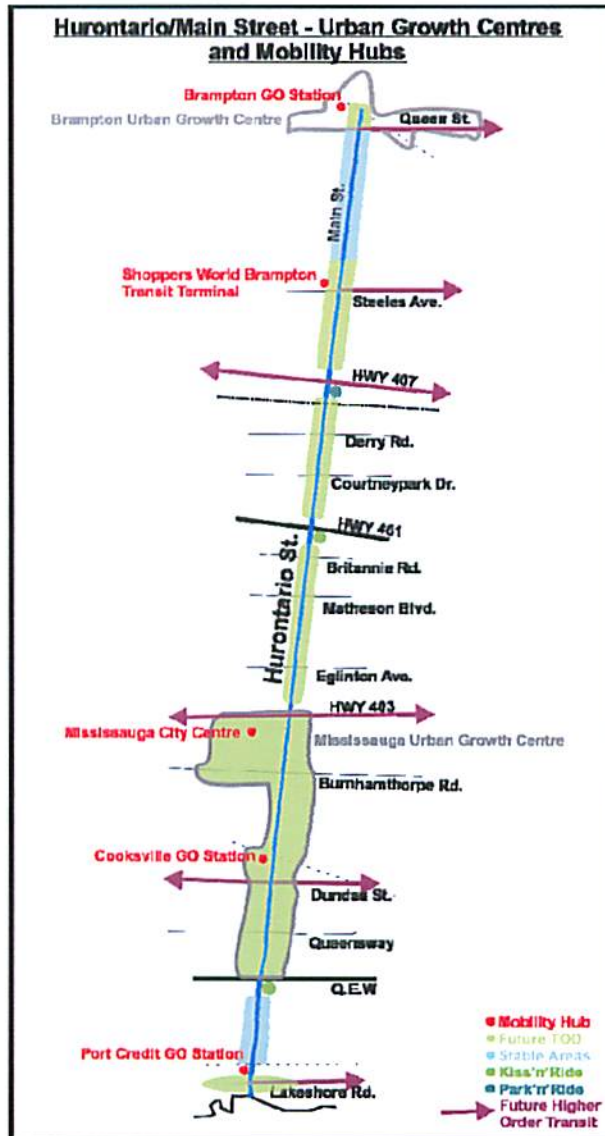 Hurontario/Main Street - Urban Growth Centres
and Mobility Hubs
Brampton GO Station
Brampton Urban Growth Centre
Queen St.
Main St.
Shoppers World Brampton
Transit Terminal
Steeles Ave.
HWY 407
Derry Rd.
Courtneypark Dr.
HWY 401
Hurontario St.
Britannia Rd.
Matheson Blvd.
Eglinton Ave.
HWY 403
Mississauga City Centre
Mississauga Urban Growth Centre
Burnhamthorpe Rd.
Cooksville GO Station
Dundas St.
Queensway
Q.E.W
Port Credit GO Station
Lakeshore Rd.
Mobility Hub
Future TOD
Stable Areas
Kiss'n'Ride
Park'n'Ride
Future Higher
Order Transit